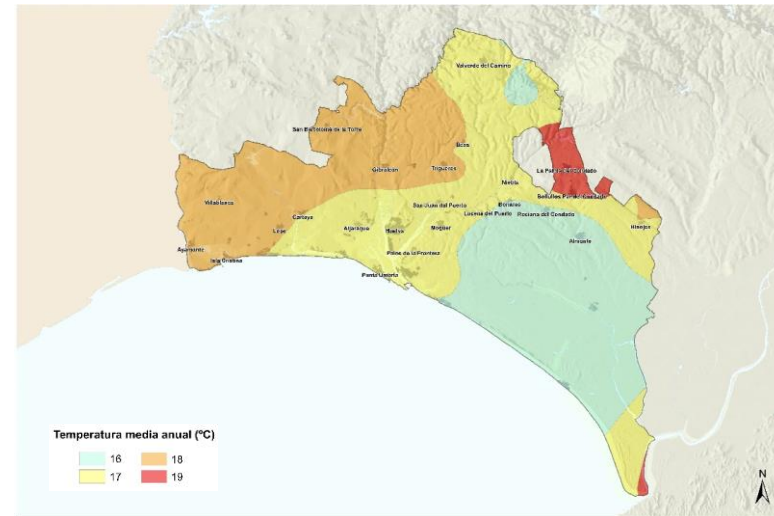 Valverde del Camino
San Bartolomé de la Torre
Beas
Gibraleón
Trigueros
La Palma del Condado
Niebla
Villablanca
San Juan del Puerto
Bonares
Lucena del Puerto
Rociana del Condado
Hinojos
Cartaya
Lepe
Aljaraque
Huelva
Moguer
Almonte
Ayamonte
Isla Cristina
Palos de la Frontera
Punta Umbría
Temperatura media anual (ºC)
16
18
17
19
N